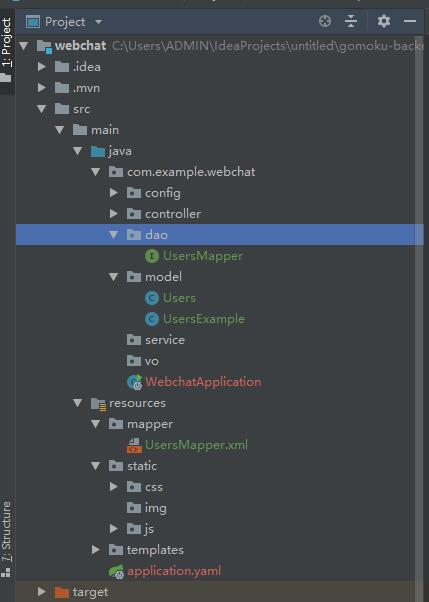 Project
1: Project
webchat C:\Users\ADMIN\IdeaProjects\untitled\gomoku-back
.idea
.mvn
src
main
java
com.example.webchat
config
controller
dao
UsersMapper
model
Users
UsersExample
service
vo
WebchatApplication
resources
mapper
UsersMapper.xml
static
css
img
js
templates
application.yaml
target
7: Structure